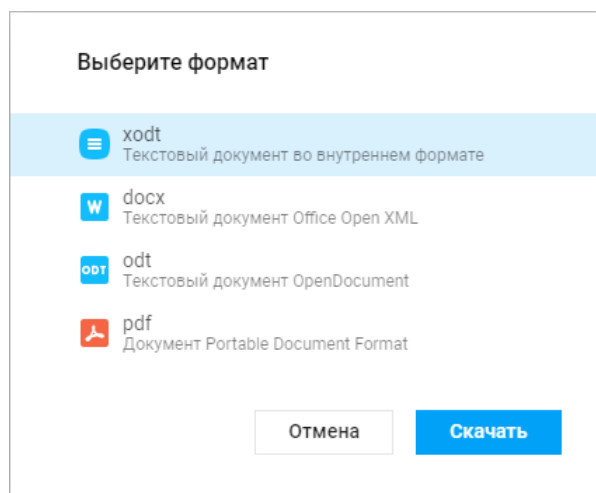 Выберите формат
xodt
Текстовый документ во внутреннем формате
W
docx
Текстовый документ Office Open XML
ODT
odt
Текстовый документ OpenDocument
pdf
Документ Portable Document Format
Отмена Скачать